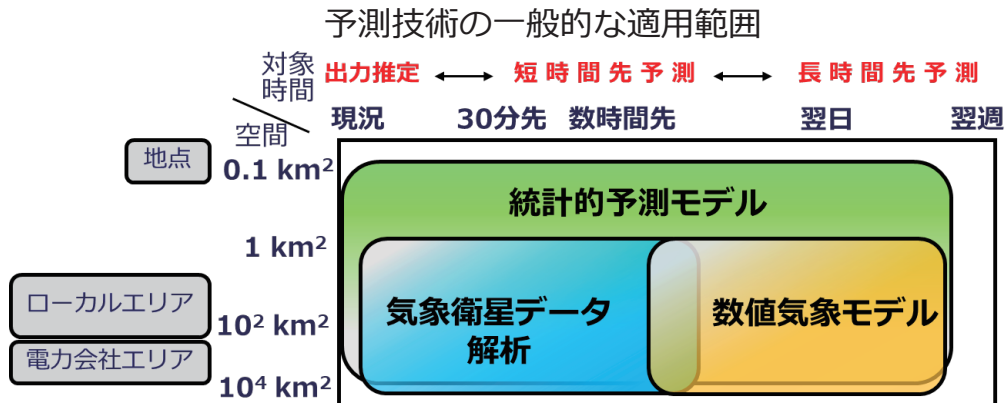 予測技術の一般的な適用範囲
対象
時間
出力推定 短時間先予測 長時間先予測
空間
現況 30分先 数時間先 翌日 翌週
地点
0.1 km²
統計的予測モデル
1 km²
ローカルエリア
10² km²
気象衛星データ
解析
数値気象モデル
電力会社エリア
10⁴ km²